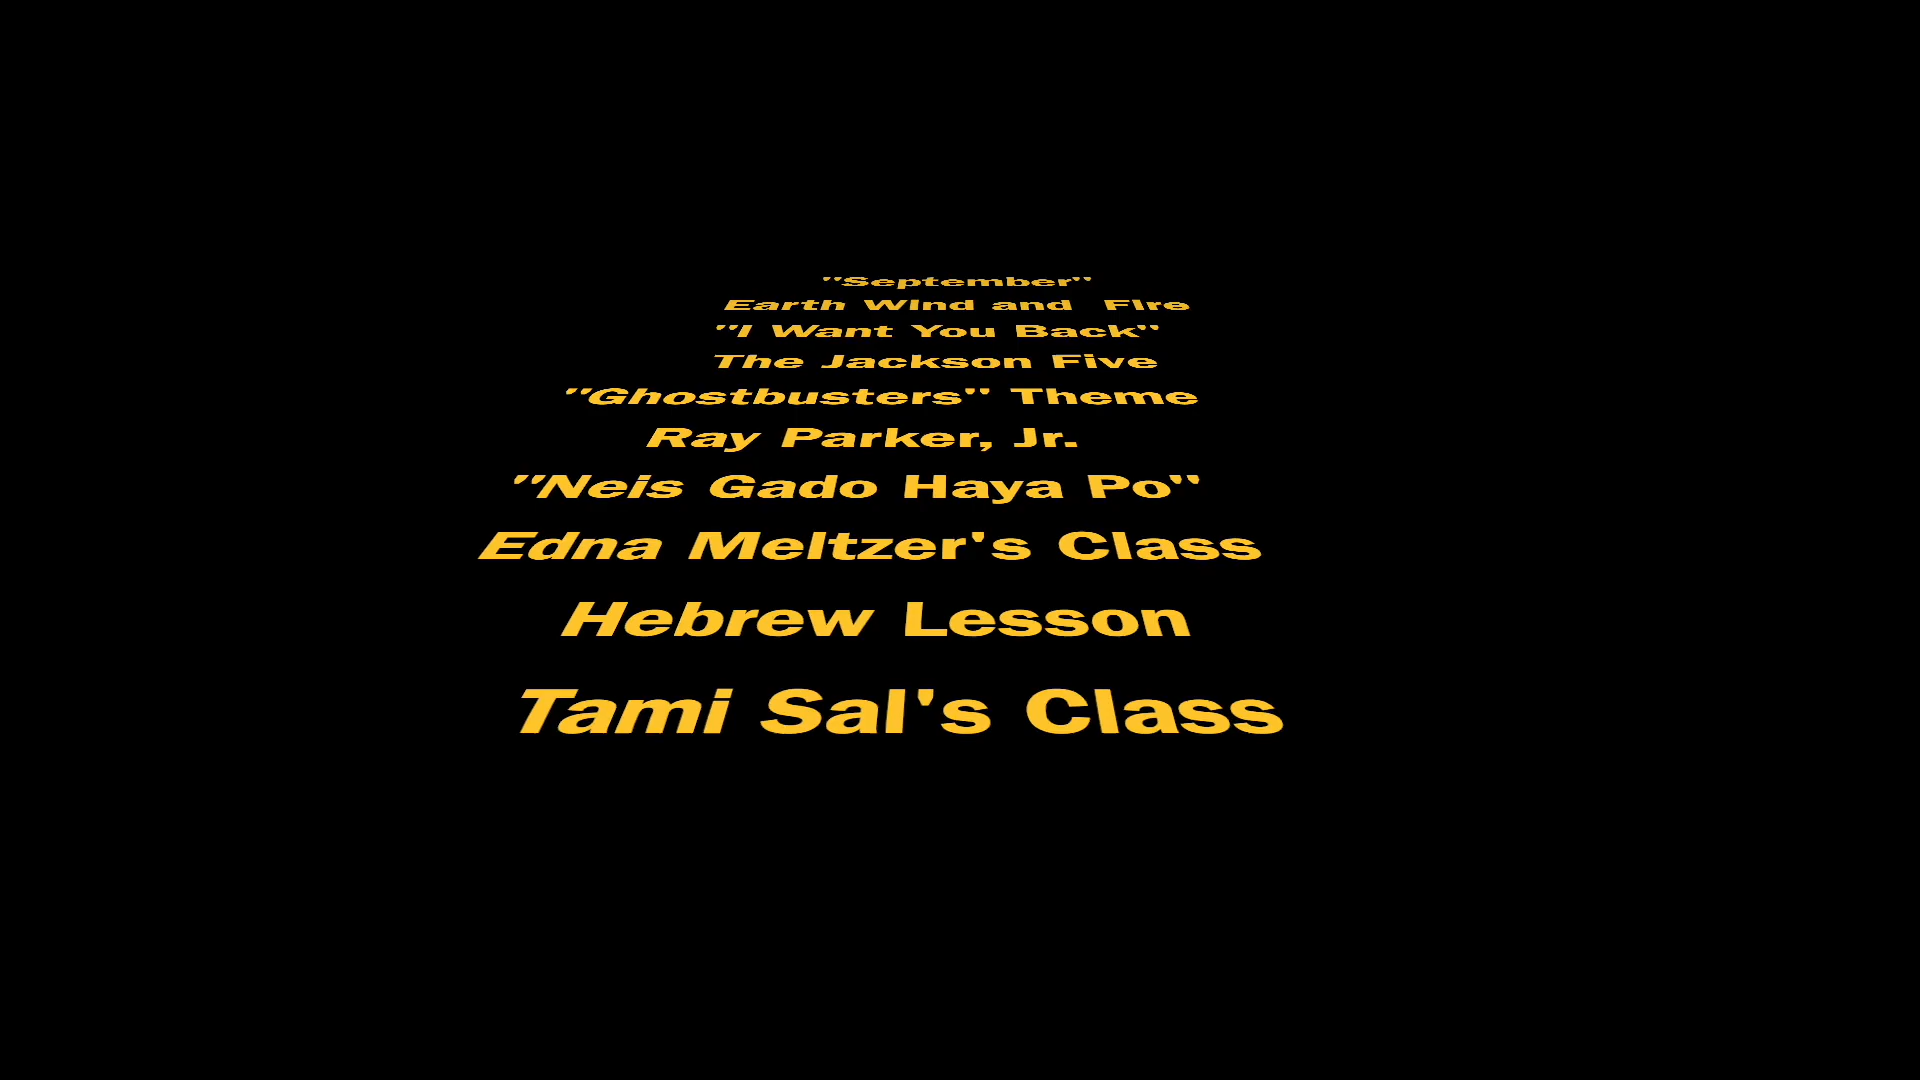 "September"
Earth Wind and Fire
"I Want You Back"
The Jackson Five
"Ghostbusters" Theme
Ray Parker, Jr.
"Neis Gado Haya Po"
Edna Meltzer's Class
Hebrew Lesson
Tami Sal's Class